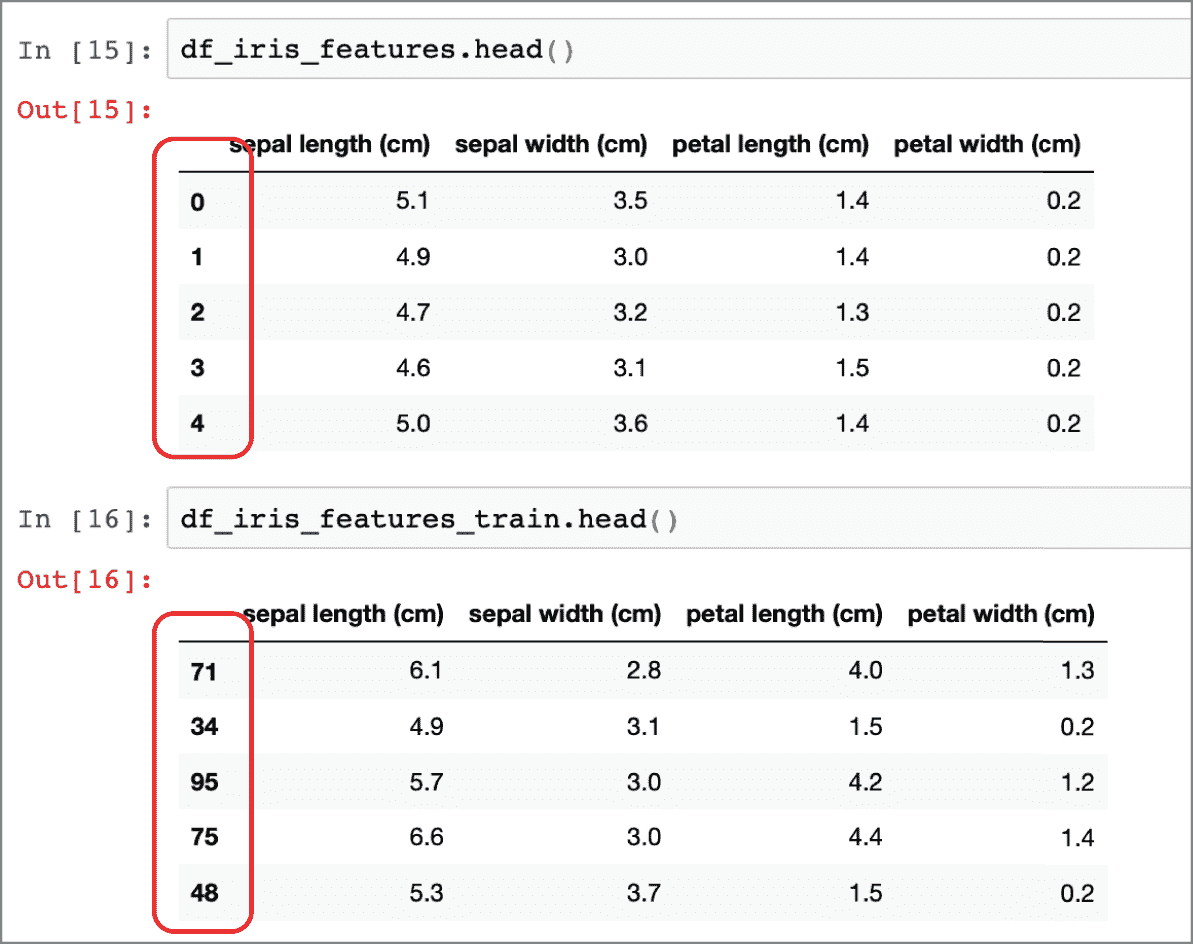 In [15]: df_iris_features.head()
Out[15]:
sepal length (cm) sepal width (cm) petal length (cm) petal width (cm)
0 5.1 3.5 1.4 0.2
1 4.9 3.0 1.4 0.2
2 4.7 3.2 1.3 0.2
3 4.6 3.1 1.5 0.2
4 5.0 3.6 1.4 0.2
In [16]: df_iris_features_train.head()
Out[16]:
sepal length (cm) sepal width (cm) petal length (cm) petal width (cm)
71 6.1 2.8 4.0 1.3
34 4.9 3.1 1.5 0.2
95 5.7 3.0 4.2 1.2
75 6.6 3.0 4.4 1.4
48 5.3 3.7 1.5 0.2